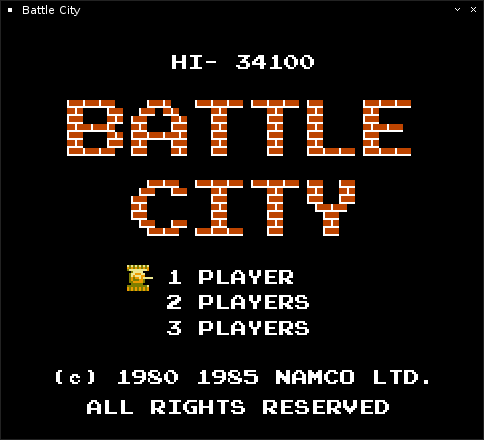 Battle City
HI- 34100
BATTLE
CITY
1 PLAYER
2 PLAYERS
3 PLAYERS
(c) 1980 1985 NAMCO LTD.
ALL RIGHTS RESERVED